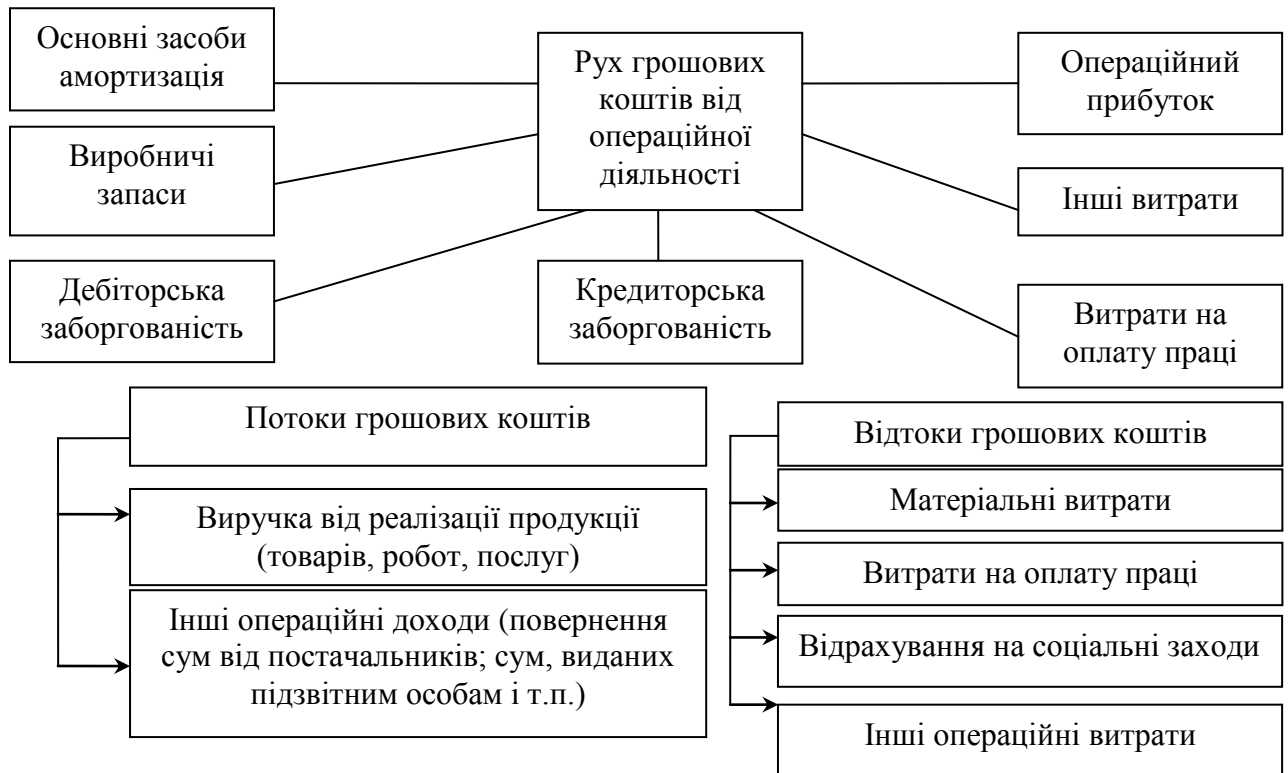 Основні засоби
амортизація
Рух грошових
коштів від
операційної
діяльності
Операційний
прибуток
Виробничі
запаси
Інші витрати
Дебіторська
заборгованість
Кредиторська
заборгованість
Витрати на
оплату праці
Потоки грошових коштів
Виручка від реалізації продукції
(товарів, робот, послуг)
Інші операційні доходи (повернення
сум від постачальників; сум, виданих
підзвітним особам і т.п.)
Відтоки грошових коштів
Матеріальні витрати
Витрати на оплату праці
Відрахування на соціальні заходи
Інші операційні витрати